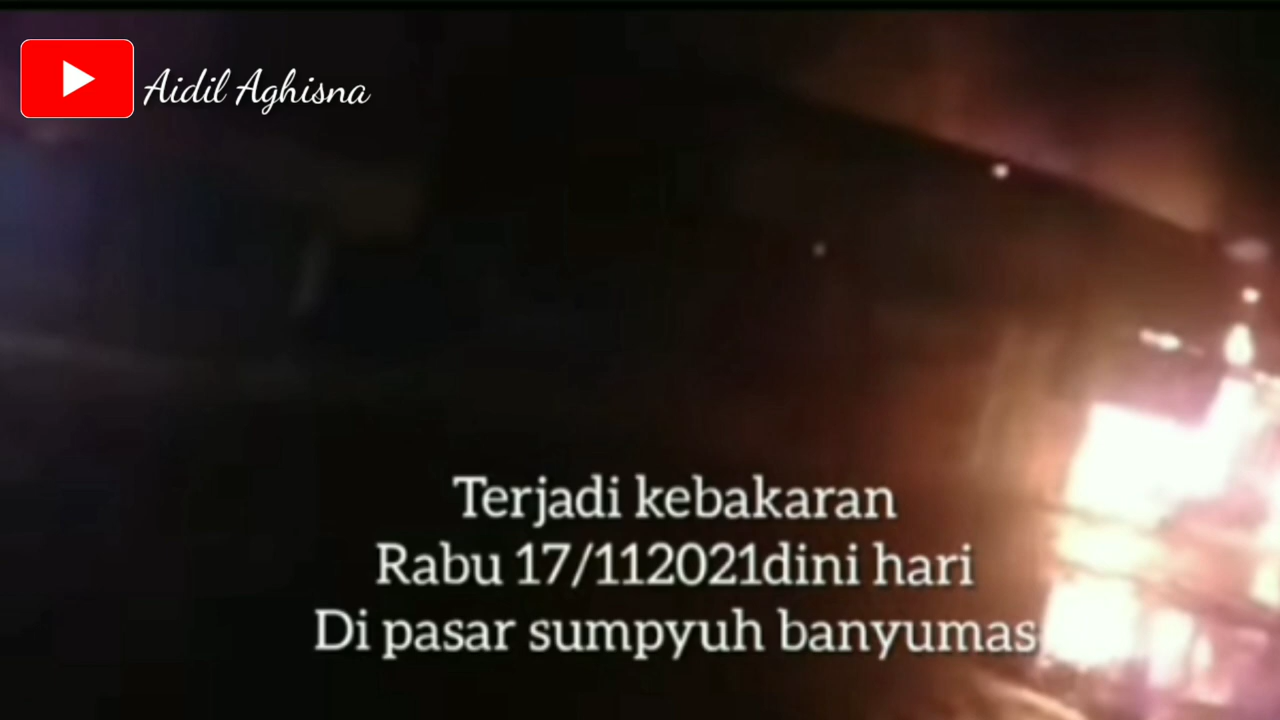 Aidil Aghisna
Terjadi kebakaran
Rabu 17/112021dini hari
Di pasar sumpyuh banyumas